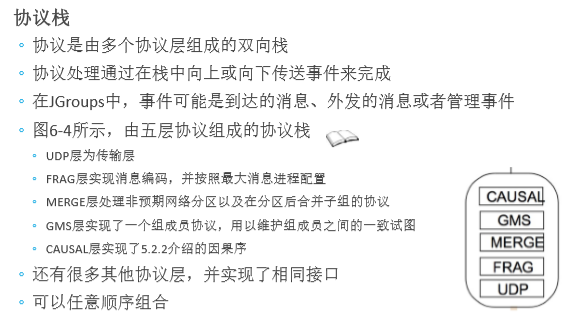 协议栈
协议是由多个协议层组成的双向栈
协议处理通过在栈中向上或向下传送事件来完成
在JGroups中，事件可能是到达的消息、外发的消息或者管理事件
图6-4所示，由五层协议组成的协议栈
UDP层为传输层
FRAG层实现消息编码，并按照最大消息进程配置
MERGE层处理非预期网络分区以及在分区后合并子组的协议
GMS层实现了一个组成员协议，用以维护组成员之间的一致试图
CAUSAL层实现了5.2.2介绍的因果序
还有很多其他协议层，并实现了相同接口
可以任意顺序组合
CAUSAL
GMS
MERGE
FRAG
UDP